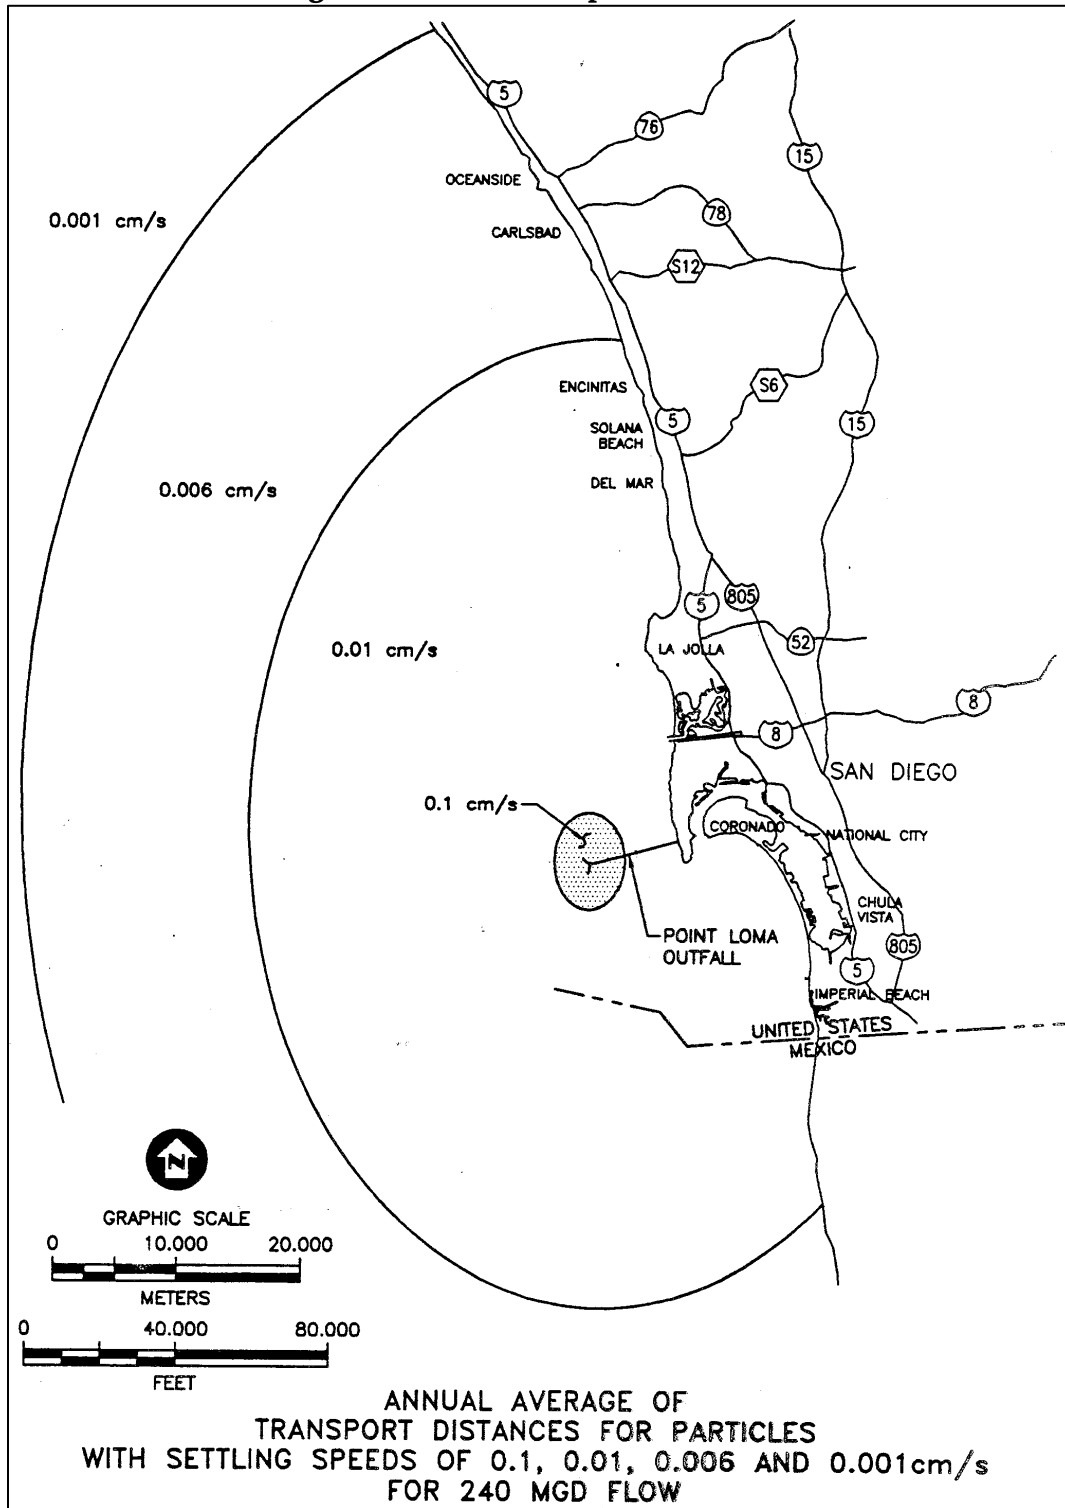 5
76
15
OCEANSIDE
0.001 cm/s
78
CARLSBAD
S12
ENCINITAS
S6
5
15
SOLANA
BEACH
DEL MAR
0.006 cm/s
5
805
52
0.01 cm/s
LA JOLLA
8
8
SAN DIEGO
0.1 cm/s
CORONADO
NATIONAL CITY
CHULA
VISTA
POINT LOMA
OUTFALL
805
5
IMPERIAL BEACH
UNITED STATES
MEXICO
N
GRAPHIC SCALE
0 10.000 20.000
METERS
0 40.000 80.000
FEET
ANNUAL AVERAGE OF
TRANSPORT DISTANCES FOR PARTICLES
WITH SETTLING SPEEDS OF 0.1, 0.01, 0.006 AND 0.001cm/s
FOR 240 MGD FLOW